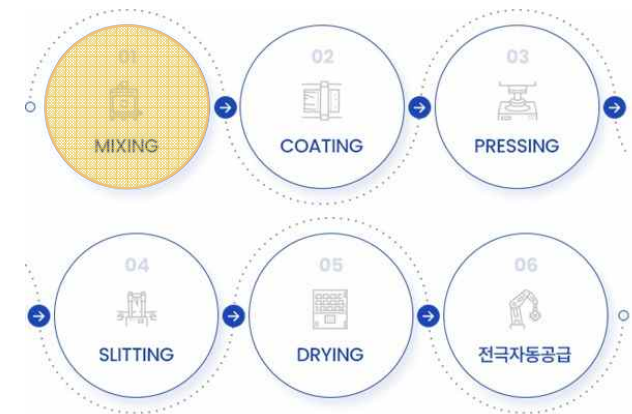 01
MIXING
02
COATING
03
PRESSING
04
SLITTING
05
DRYING
06
전극자동공급